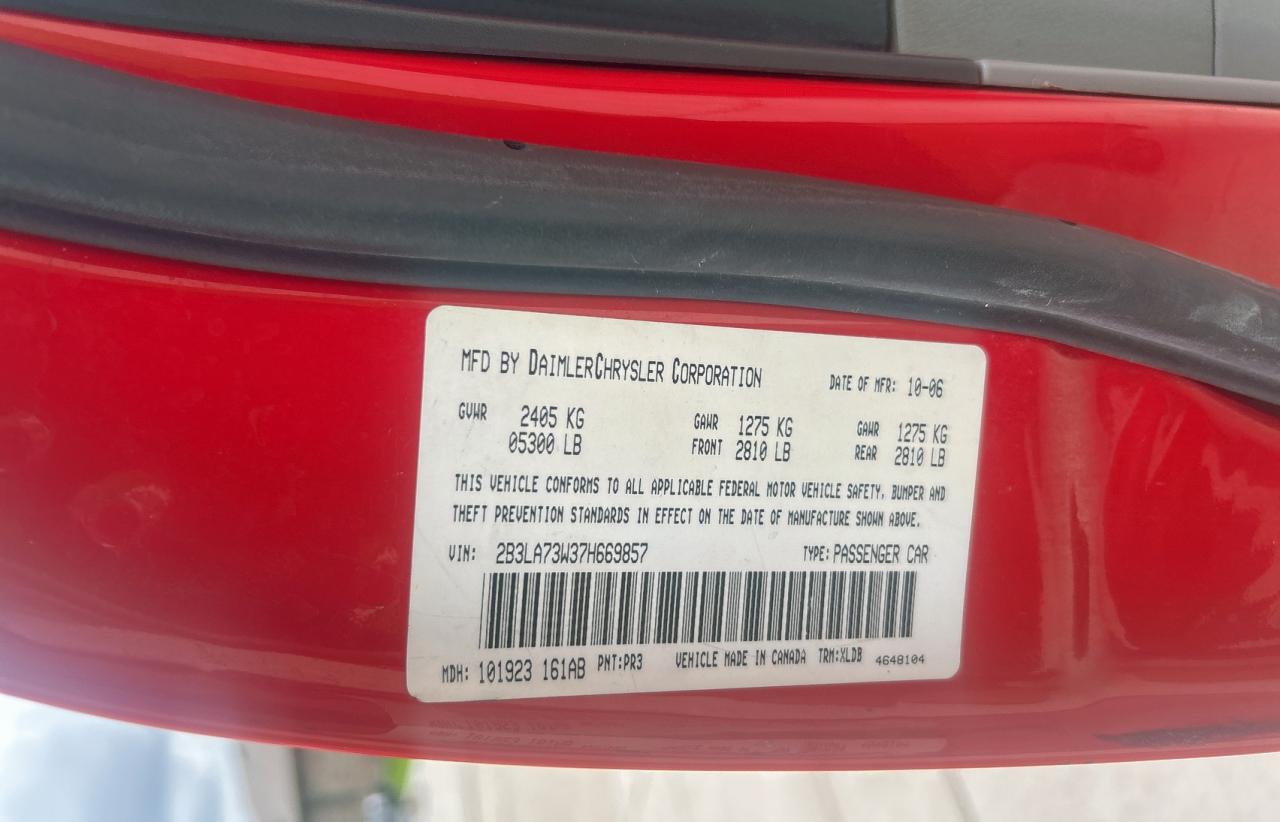 MFD BY DAIMLERCHRYSLER CORPORATION DATE OF MFR: 10-06
GVWR 2405 KG GAWR 1275 KG GAWR 1275 KG
05300 LB FRONT 2810 LB REAR 2810 LB
THIS VEHICLE CONFORMS TO ALL APPLICABLE FEDERAL MOTOR VEHICLE SAFETY, BUMPER AND
THEFT PREVENTION STANDARDS IN EFFECT ON THE DATE OF MANUFACTURE SHOWN ABOVE.
VIN: 2B3LA73W37H669857 TYPE: PASSENGER CAR
MDH: 101923 161AB PNT:PR3 VEHICLE MADE IN CANADA TRM:XLDB 4648104